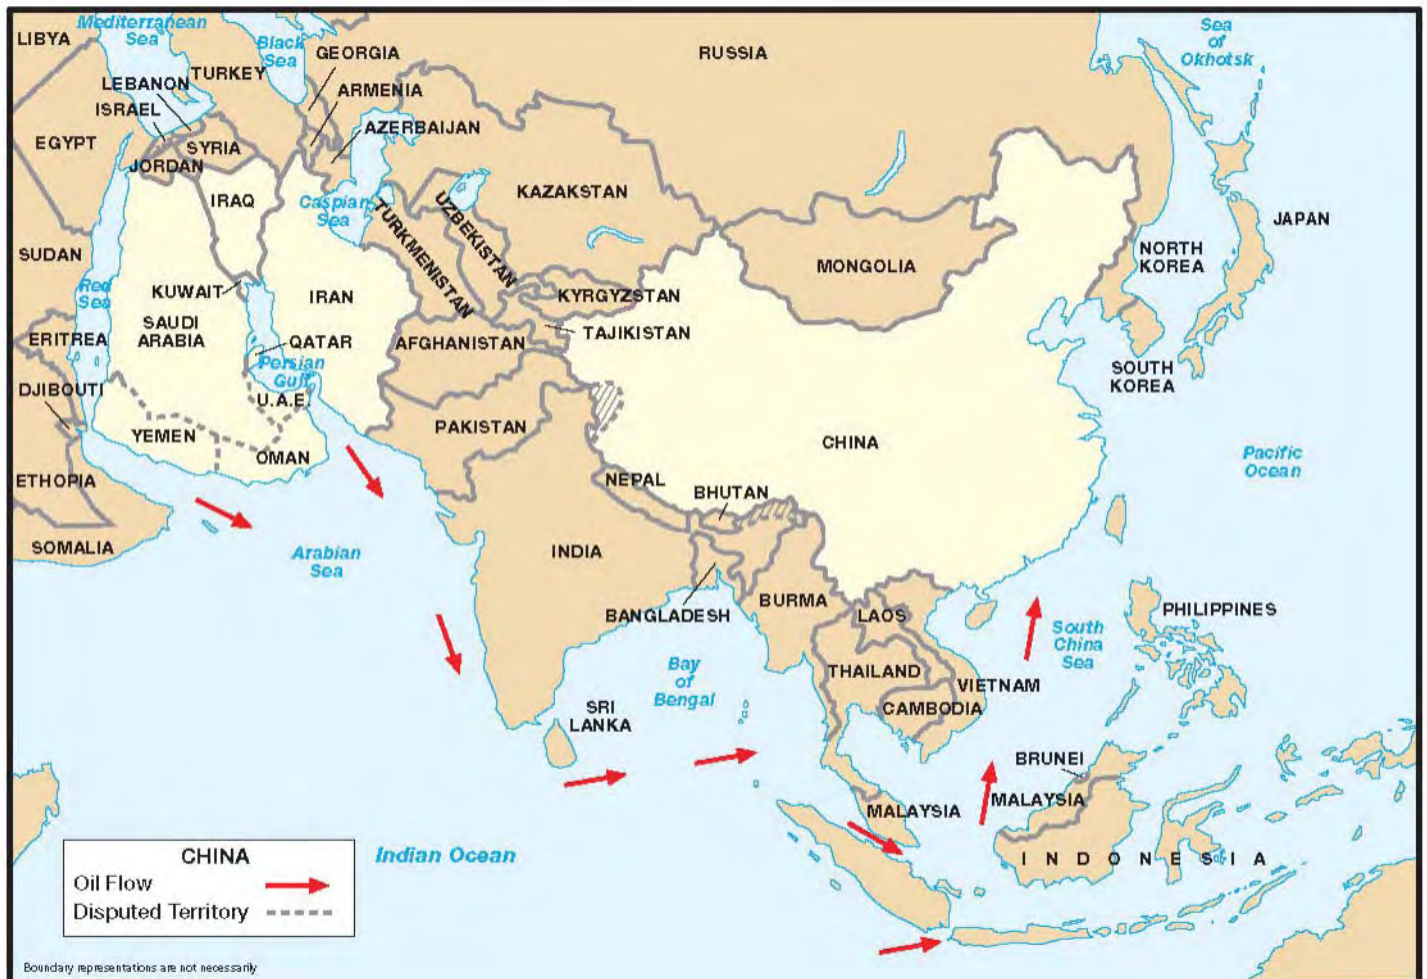 Mediterranean
Sea
LIBYA
Black
Sea
GEORGIA
RUSSIA
Sea
of
Okhotsk
TURKEY
LEBANON
ARMENIA
ISRAEL
AZERBAIJAN
EGYPT
SYRIA
JORDAN
IRAQ
Caspian
Sea
KAZAKSTAN
UZBEKISTAN
TURKMENISTAN
JAPAN
SUDAN
NORTH
KOREA
MONGOLIA
Red
Sea
KUWAIT
IRAN
KYRGYZSTAN
SAUDI
ARABIA
TAJIKISTAN
ERITREA
QATAR
AFGHANISTAN
Persian
Gulf
SOUTH
KOREA
DJIBOUTI
U.A.E.
YEMEN
PAKISTAN
CHINA
OMAN
Pacific
Ocean
ETHOPIA
NEPAL
BHUTAN
SOMALIA
Arabian
Sea
INDIA
BURMA
BANGLADESH
LAOS
PHILIPPINES
South
China
Sea
Bay
of
Bengal
THAILAND
VIETNAM
SRI
LANKA
CAMBODIA
BRUNEI
MALAYSIA
MALAYSIA
Indian Ocean
INDONESIA
CHINA
Oil Flow
Disputed Territory
Boundary representations are not necessarily